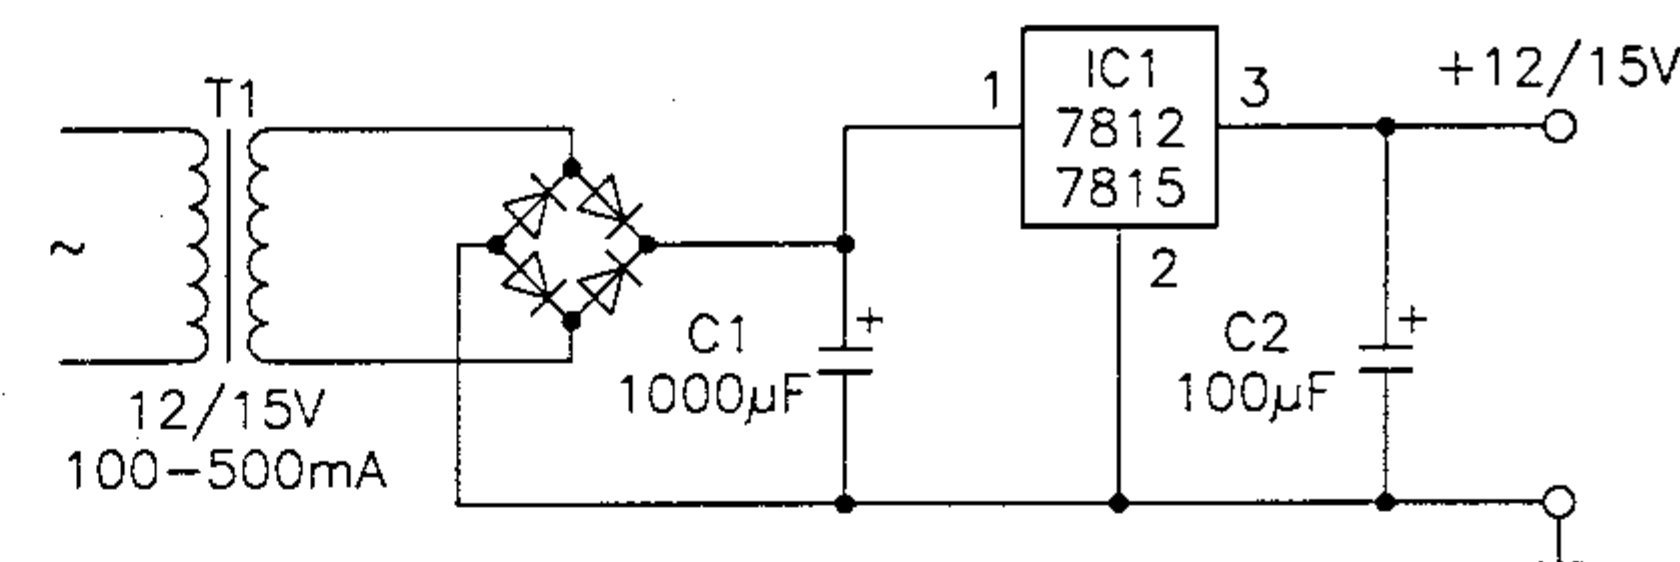 T1
~
12/15V
100-500mA
C1
1000µF
+
1
IC1
7812
7815
3
2
C2
100µF
+
+12/15V